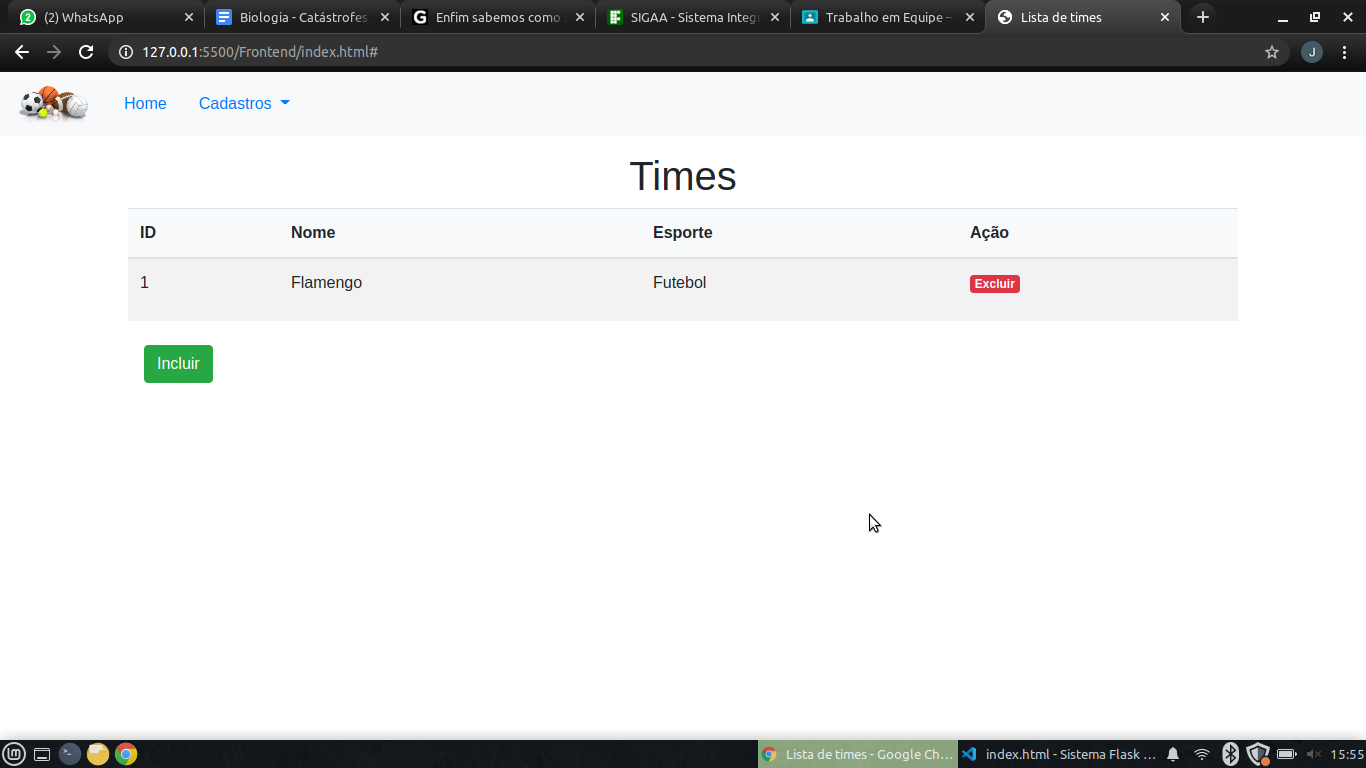 2 (2) WhatsApp Biologia - Catástrofes G Enfim sabemos como SIGAA - Sistema Integr Trabalho em Equipe – Lista de times
127.0.0.1:5500/Frontend/index.html# J
Home Cadastros
Times
ID Nome Esporte Ação
1 Flamengo Futebol Excluir
Incluir
Lista de times - Google Ch... index.html - Sistema Flask ... 15:55